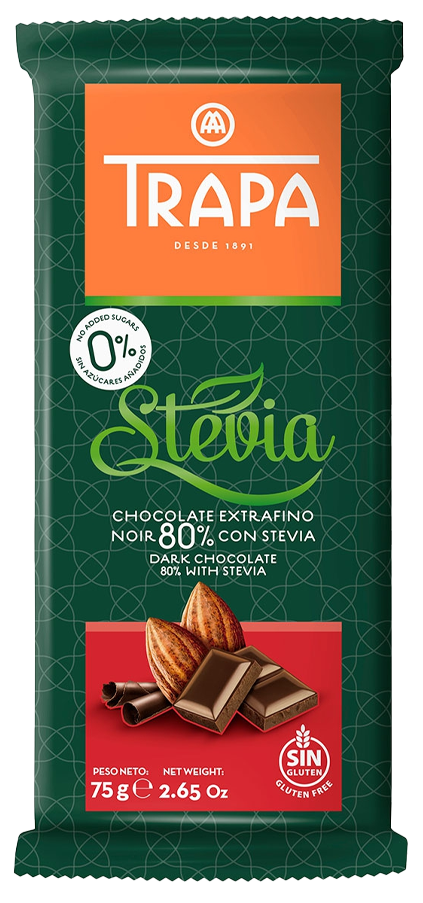 TRAPA
DESDE 1891
NO ADDED SUGARS
0%
SIN AZÚCARES AÑADIDOS
Stevia
CHOCOLATE EXTRAFINO
NOIR 80% CON STEVIA
DARK CHOCOLATE
80% WITH STEVIA
PESO NETO: NET WEIGHT:
75 g ℮ 2.65 Oz
SIN
GLUTEN
GLUTEN FREE